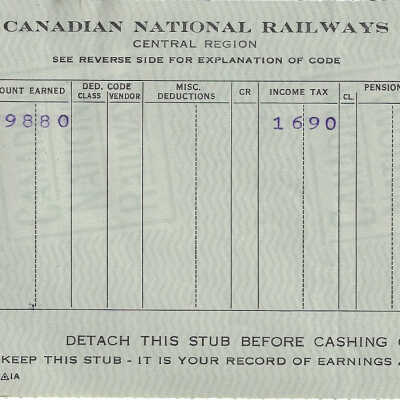 CANADIAN NATIONAL RAILWAYS
CENTRAL REGION
SEE REVERSE SIDE FOR EXPLANATION OF CODE
OUNT EARNED DED. CODE MISC. CR INCOME TAX CL PENSION
CLASS VENDOR DEDUCTIONS
9880 1690
DETACH THIS STUB BEFORE CASHING
KEEP THIS STUB - IT IS YOUR RECORD OF EARNINGS
1A